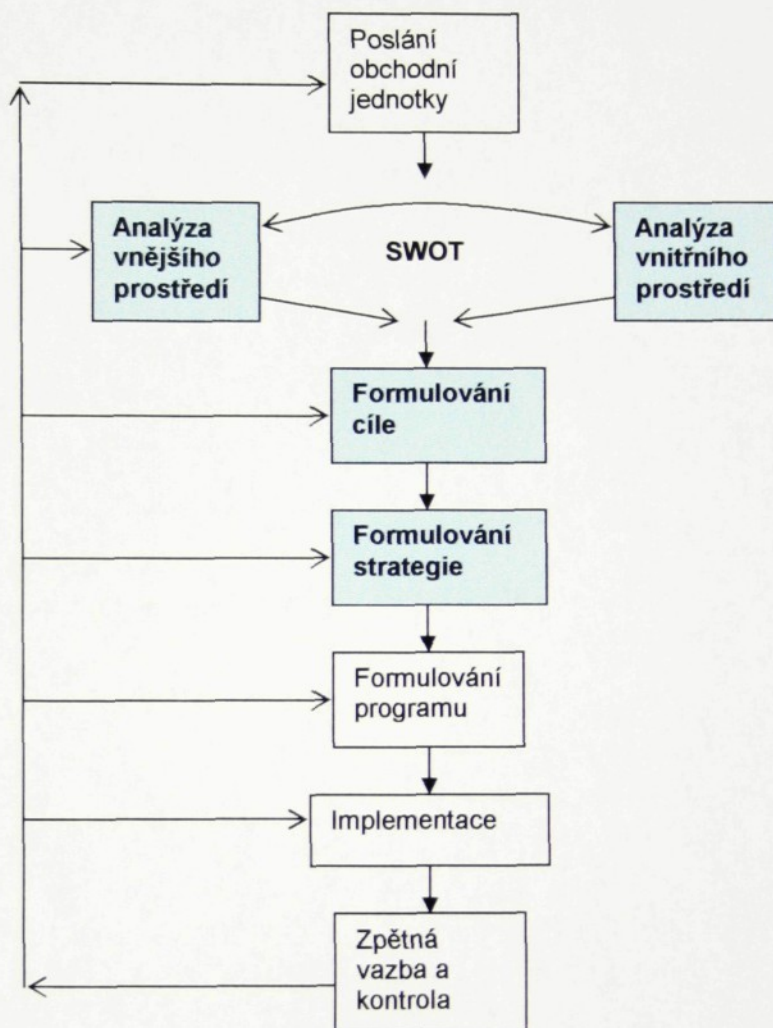 Poslání
obchodní
jednotky
Analýza
vnějšího
prostředí
SWOT
Analýza
vnitřního
prostředí
Formulování
cíle
Formulování
strategie
Formulování
programu
Implementace
Zpětná
vazba a
kontrola